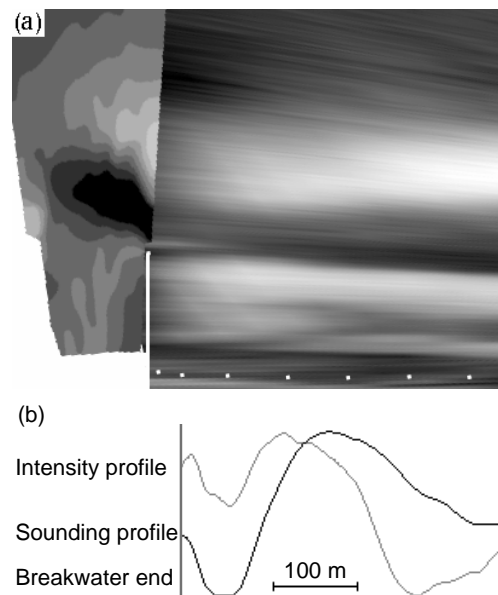 (a)
(b)
Intensity profile
Sounding profile
Breakwater end
100 m